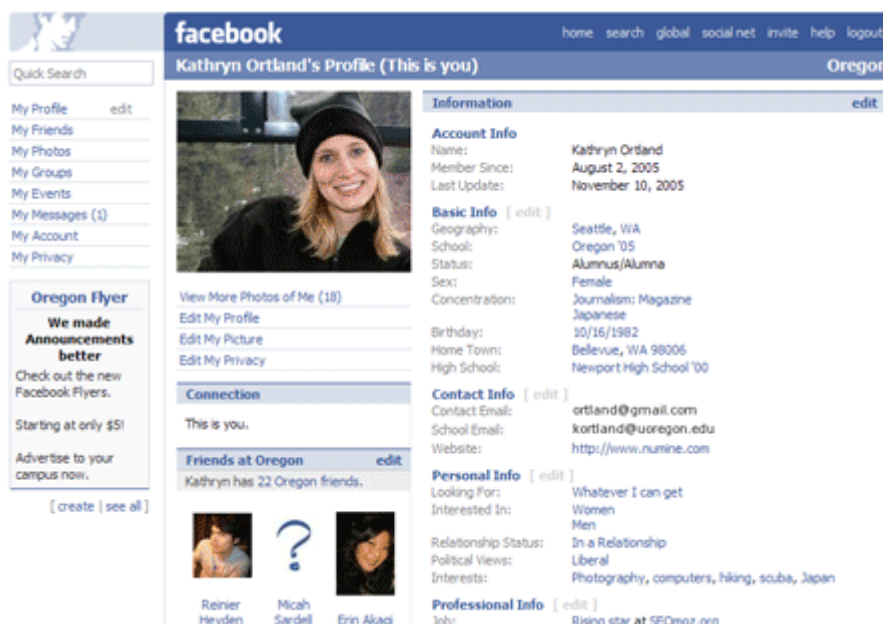 facebook
home search global social net invite help logout
Quick Search
Kathryn Ortland's Profile (This is you)
Oregon
My Profile edit
My Friends
My Photos
My Groups
My Events
My Messages (1)
My Account
My Privacy
Oregon Flyer
We made
Announcements
better
Check out the new
Facebook Flyers.
Starting at only $5!
Advertise to your
campus now.
[ create | see all ]
View More Photos of Me (18)
Edit My Profile
Edit My Picture
Edit My Privacy
Connection
This is you.
Friends at Oregon edit
Kathryn has 22 Oregon friends.
Reinier
Heyden
Micah
Sardell
Erin Akagi
Information edit
Account Info
Name: Kathryn Ortland
Member Since: August 2, 2005
Last Update: November 10, 2005
Basic Info [ edit ]
Geography: Seattle, WA
School: Oregon '05
Status: Alumnus/Alumna
Sex: Female
Concentration: Journalism: Magazine
Japanese
Birthday: 10/16/1982
Home Town: Bellevue, WA 98006
High School: Newport High School '00
Contact Info [ edit ]
Contact Email: ortland@gmail.com
School Email: kortland@uoregon.edu
Website: http://www.numine.com
Personal Info [ edit ]
Looking For: Whatever I can get
Interested In: Women
Men
Relationship Status: In a Relationship
Political Views: Liberal
Interests: Photography, computers, hiking, scuba, Japan
Professional Info [ edit ]
Job: Rising star at SEOmoz.org